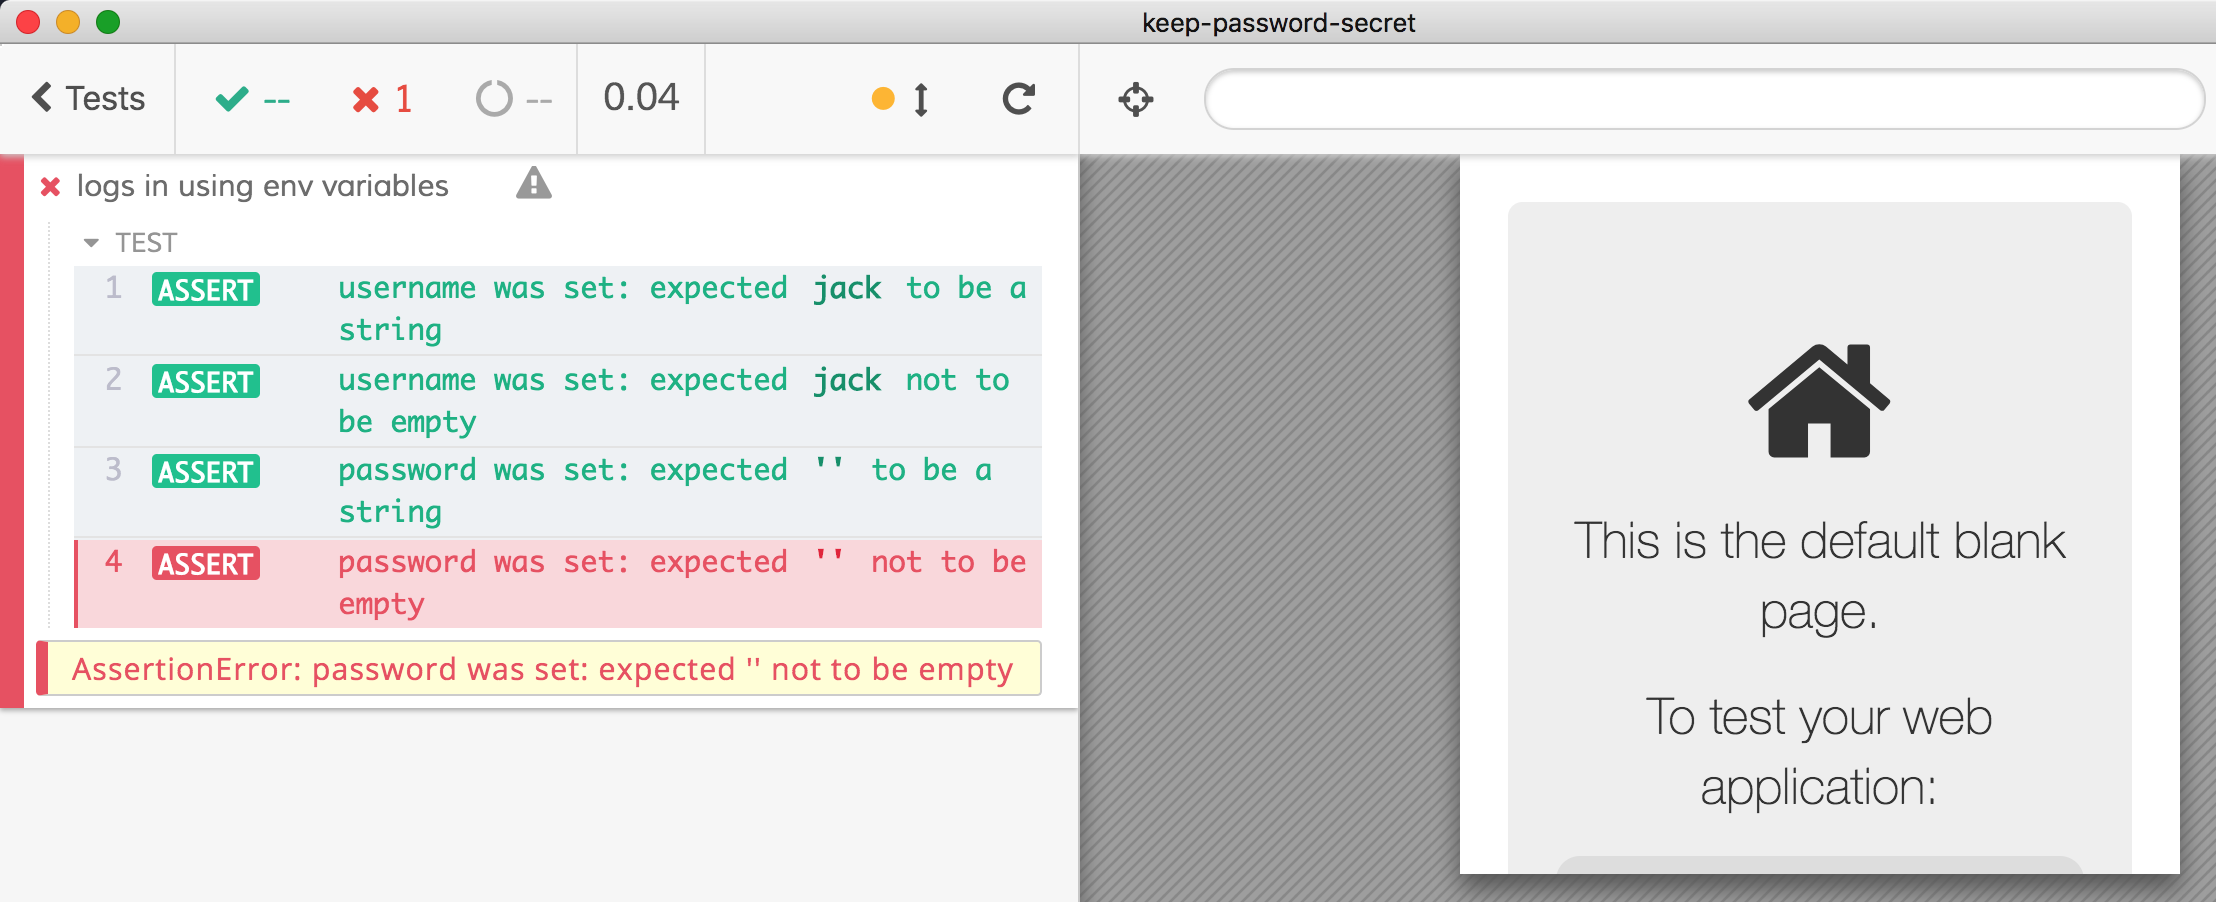 keep-password-secret
Tests
--
1
--
0.04
logs in using env variables
TEST
1 ASSERT username was set: expected jack to be a
string
2 ASSERT username was set: expected jack not to
be empty
3 ASSERT password was set: expected '' to be a
string
4 ASSERT password was set: expected '' not to be
empty
AssertionError: password was set: expected '' not to be empty
This is the default blank
page.
To test your web
application: